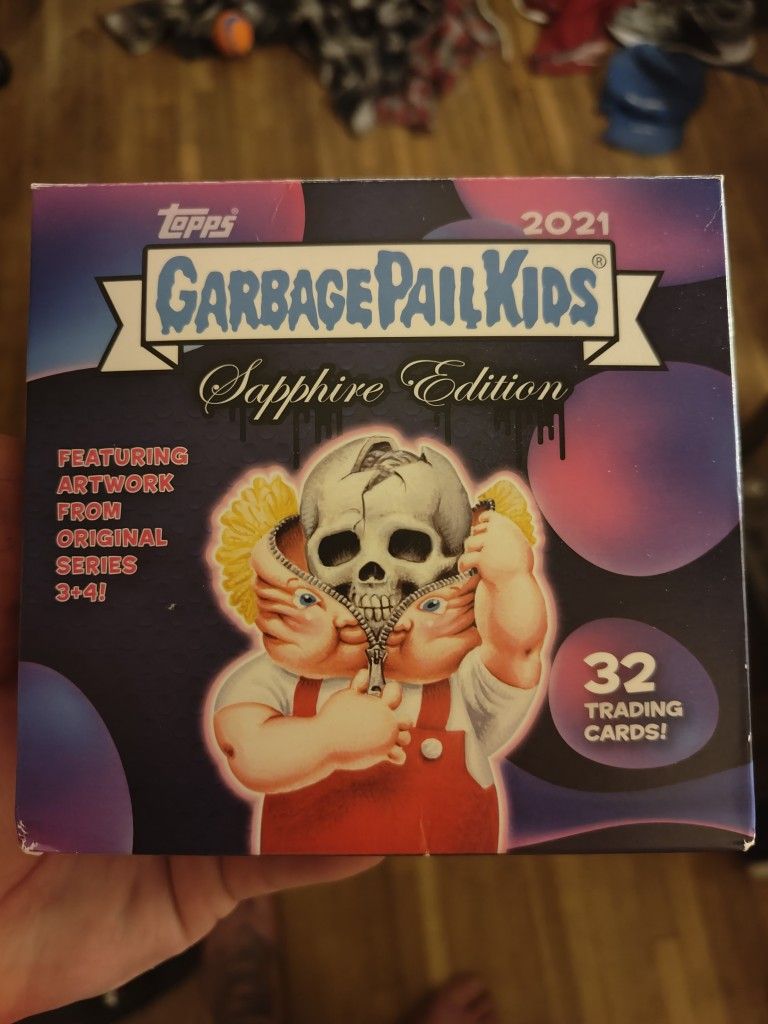 Topps®
2021
GARBAGE PAIL KIDS®
Sapphire Edition
FEATURING
ARTWORK
FROM
ORIGINAL
SERIES
3+4!
32
TRADING
CARDS!